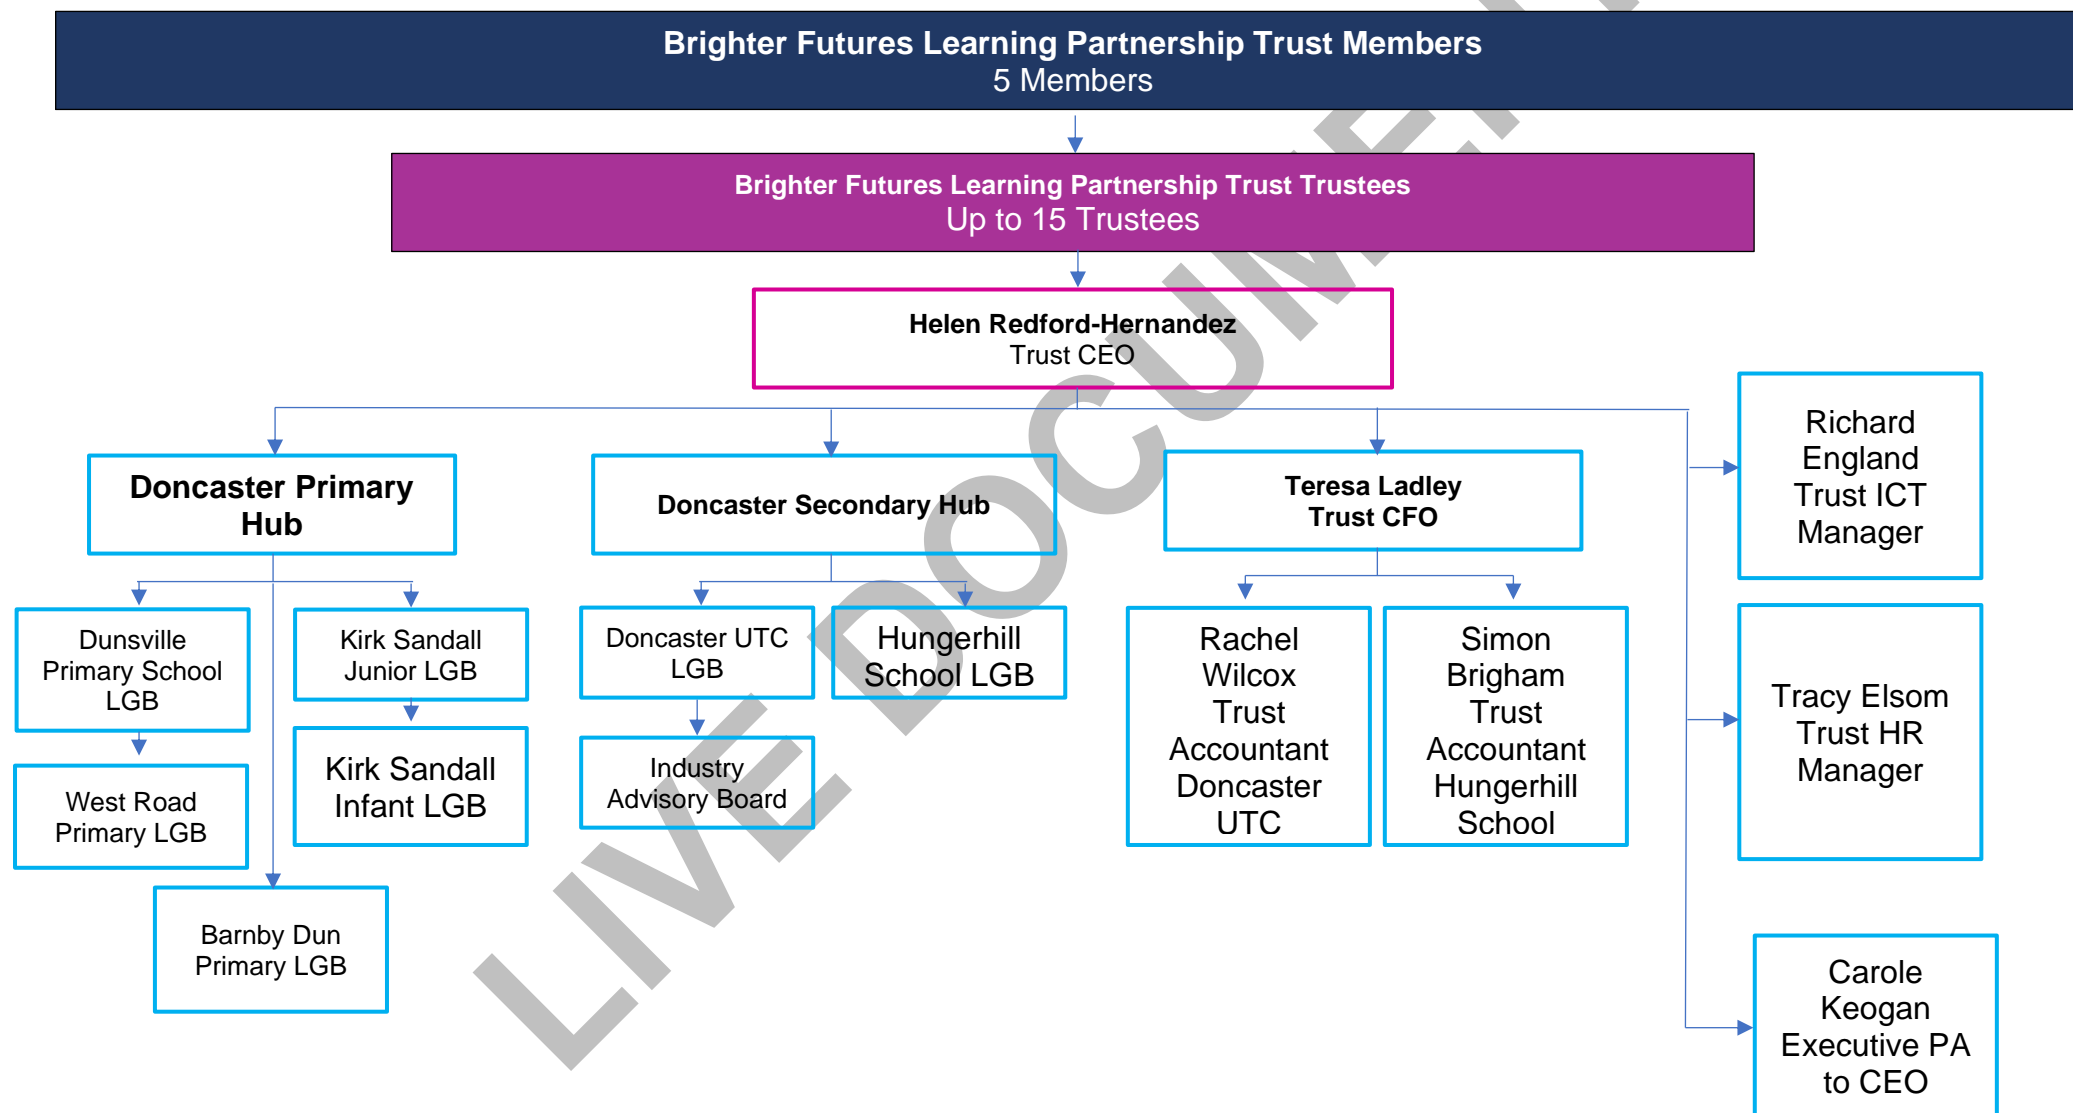 Brighter Futures Learning Partnership Trust Members
5 Members
Brighter Futures Learning Partnership Trust Trustees
Up to 15 Trustees
Helen Redford-Hernandez
Trust CEO
Doncaster Primary
Hub
Doncaster Secondary Hub
Teresa Ladley
Trust CFO
Richard
England
Trust ICT
Manager
Dunsville
Primary School
LGB
Kirk Sandall
Junior LGB
Doncaster UTC
LGB
Hungerhill
School LGB
Rachel
Wilcox
Trust
Accountant
Doncaster
UTC
Simon
Brigham
Trust
Accountant
Hungerhill
School
Tracy Elsom
Trust HR
Manager
West Road
Primary LGB
Kirk Sandall
Infant LGB
Industry
Advisory Board
Barnby Dun
Primary LGB
Carole
Keogan
Executive PA
to CEO
LIVE DOCUMENT